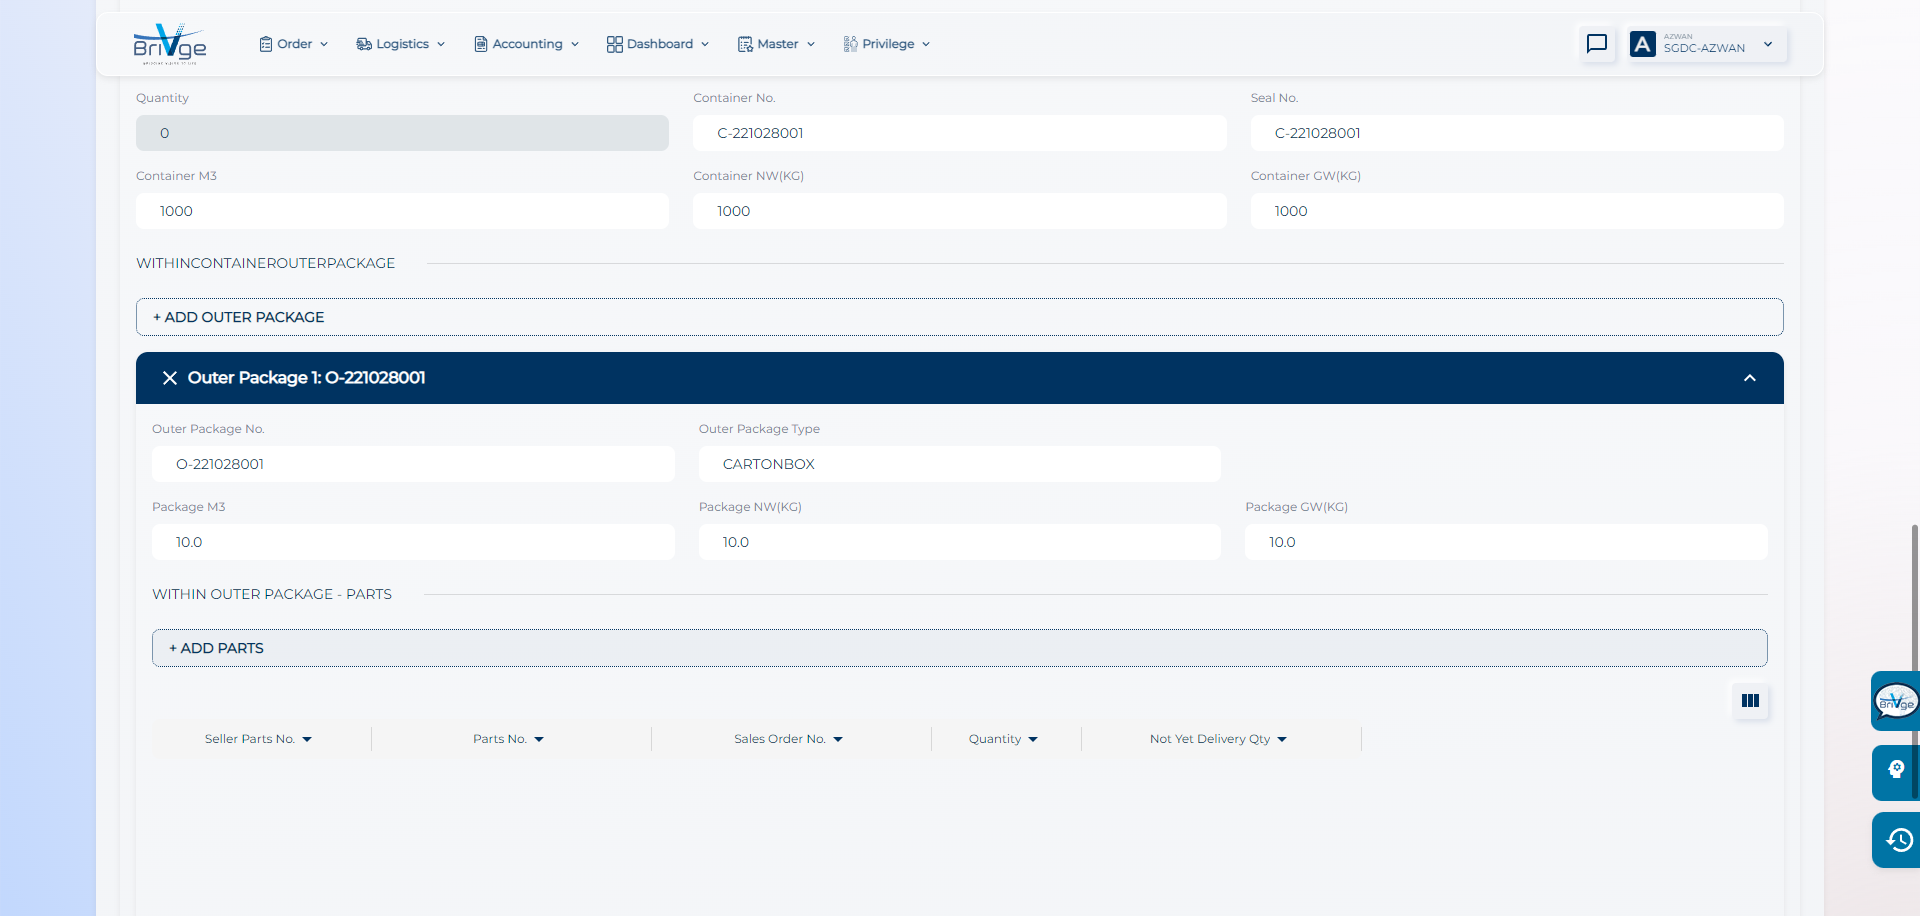 BriVge
Order
Logistics
Accounting
Dashboard
Master
Privilege
A
AZWAN
SGDC-AZWAN
Quantity
Container No.
Seal No.
0
C-221028001
C-221028001
Container M3
Container NW(KG)
Container GW(KG)
1000
1000
1000
WITHINCONTAINEROUTERPACKAGE
+ ADD OUTER PACKAGE
Outer Package 1: O-221028001
Outer Package No.
Outer Package Type
O-221028001
CARTONBOX
Package M3
Package NW(KG)
Package GW(KG)
10.0
10.0
10.0
WITHIN OUTER PACKAGE - PARTS
+ ADD PARTS
BriVge
Seller Parts No.
Parts No.
Sales Order No.
Quantity
Not Yet Delivery Qty